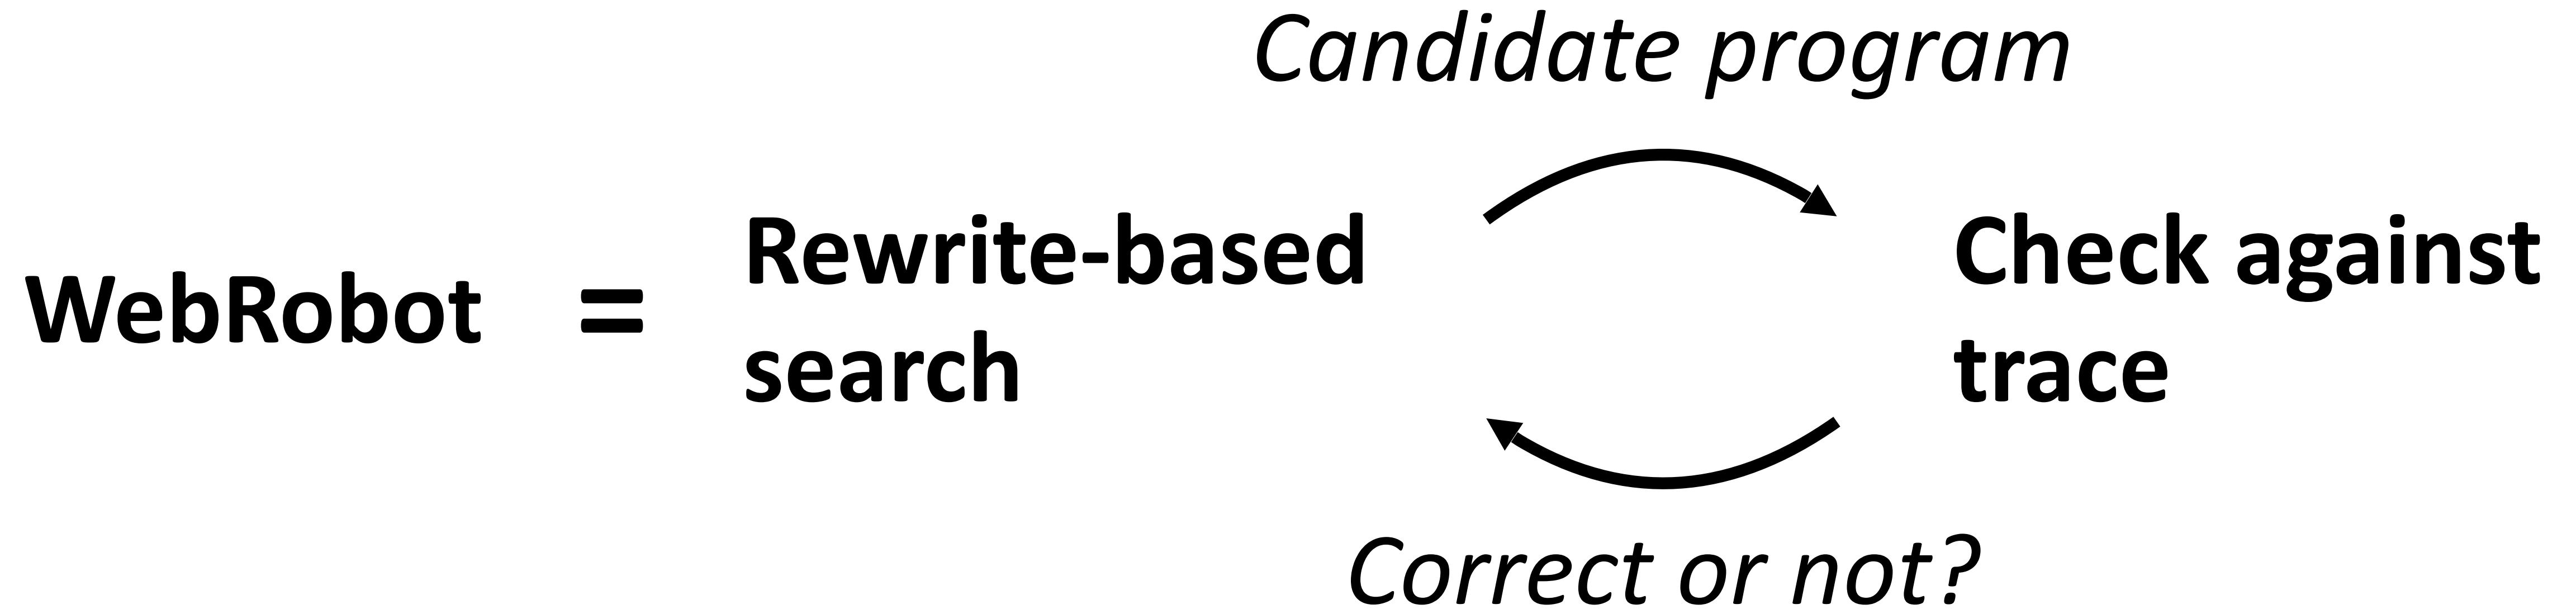 Candidate program
WebRobot = Rewrite-based
search
Check against
trace
Correct or not?